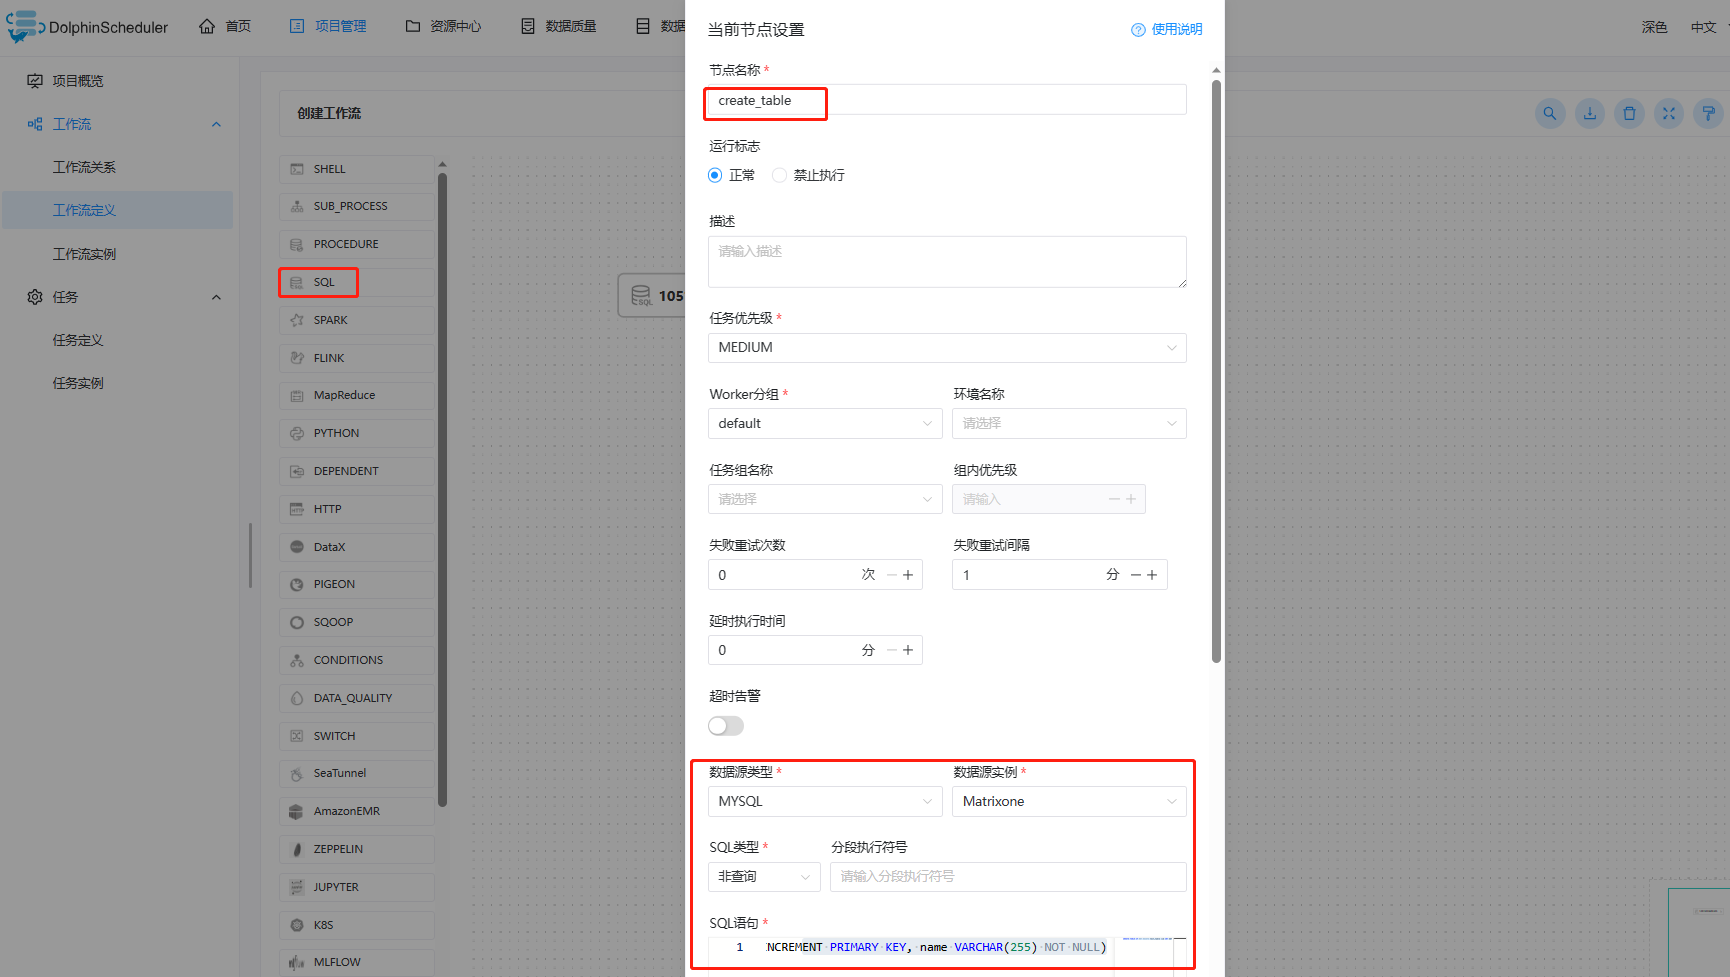 DolphinScheduler
首页
项目管理
资源中心
数据质量
数据
深色
中文
项目概览
工作流
工作流关系
工作流定义
工作流实例
任务
任务定义
任务实例
创建工作流
SHELL
SUB_PROCESS
PROCEDURE
SQL
SPARK
FLINK
MapReduce
PYTHON
DEPENDENT
HTTP
DataX
PIGEON
SQOOP
CONDITIONS
DATA_QUALITY
SWITCH
SeaTunnel
AmazonEMR
ZEPPELIN
JUPYTER
K8S
MLFLOW
105
当前节点设置
使用说明
节点名称 *
create_table
运行标志
正常 禁止执行
描述
请输入描述
任务优先级 *
MEDIUM
Worker分组 * 环境名称
default 请选择
任务组名称 组内优先级
请选择 请输入
失败重试次数 失败重试间隔
0 次 1 分
延时执行时间
0 分
超时告警
数据源类型 * 数据源实例 *
MYSQL Matrixone
SQL类型 * 分段执行符号
非查询 请输入分段执行符号
SQL语句 *
1 NCREMENT PRIMARY KEY, name VARCHAR(255) NOT NULL)